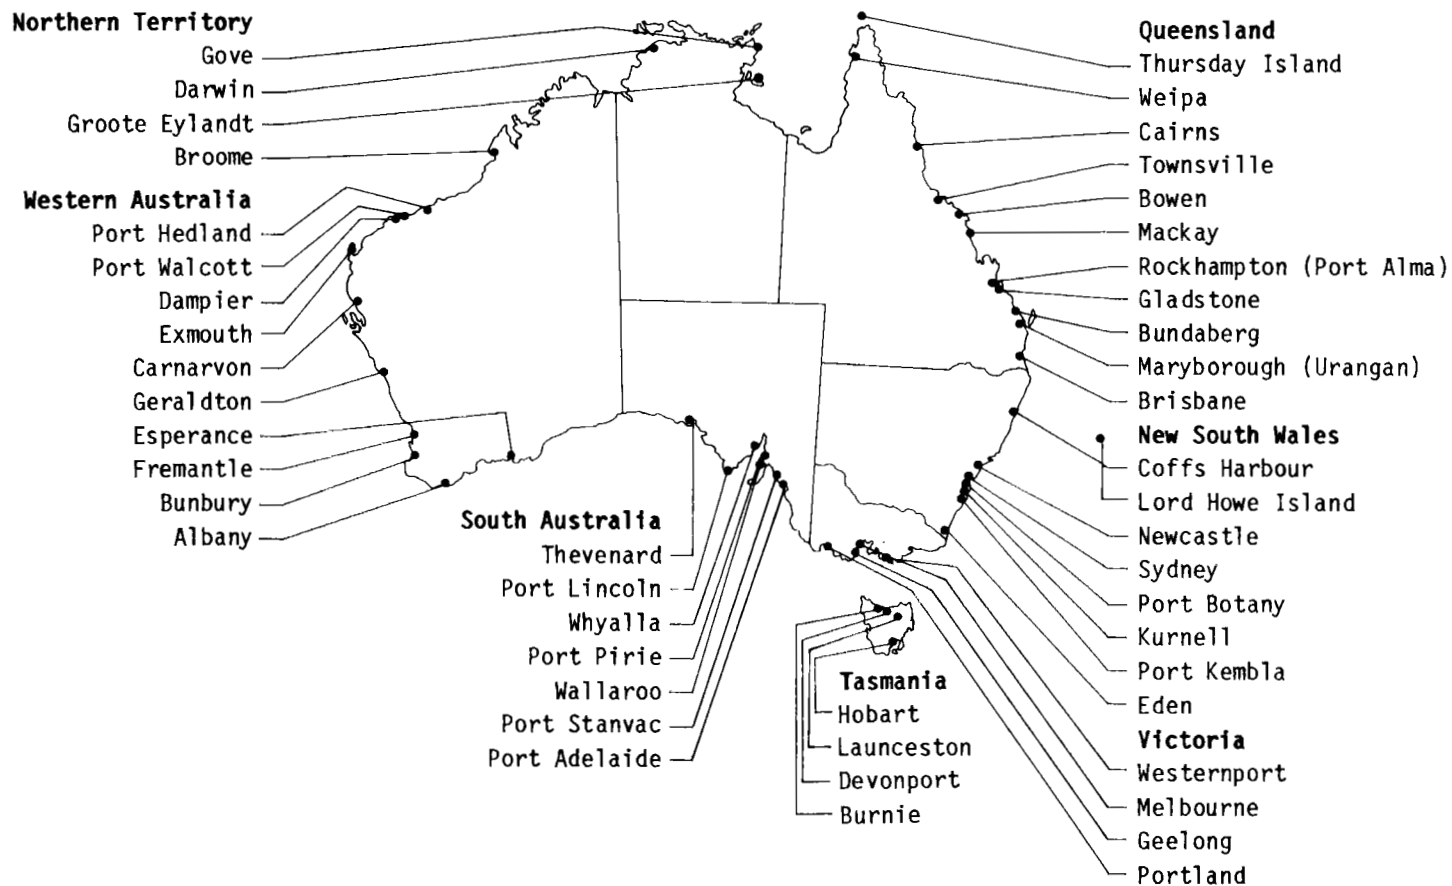 Northern Territory
Gove
Darwin
Groote Eylandt
Broome
Western Australia
Port Hedland
Port Walcott
Dampier
Exmouth
Carnarvon
Geraldton
Esperance
Fremantle
Bunbury
Albany
South Australia
Thevenard
Port Lincoln
Whyalla
Port Pirie
Wallaroo
Port Stanvac
Port Adelaide
Tasmania
Hobart
Launceston
Devonport
Burnie
Queensland
Thursday Island
Weipa
Cairns
Townsville
Bowen
Mackay
Rockhampton (Port Alma)
Gladstone
Bundaberg
Maryborough (Urangan)
Brisbane
New South Wales
Coffs Harbour
Lord Howe Island
Newcastle
Sydney
Port Botany
Kurnell
Port Kembla
Eden
Victoria
Westernport
Melbourne
Geelong
Portland